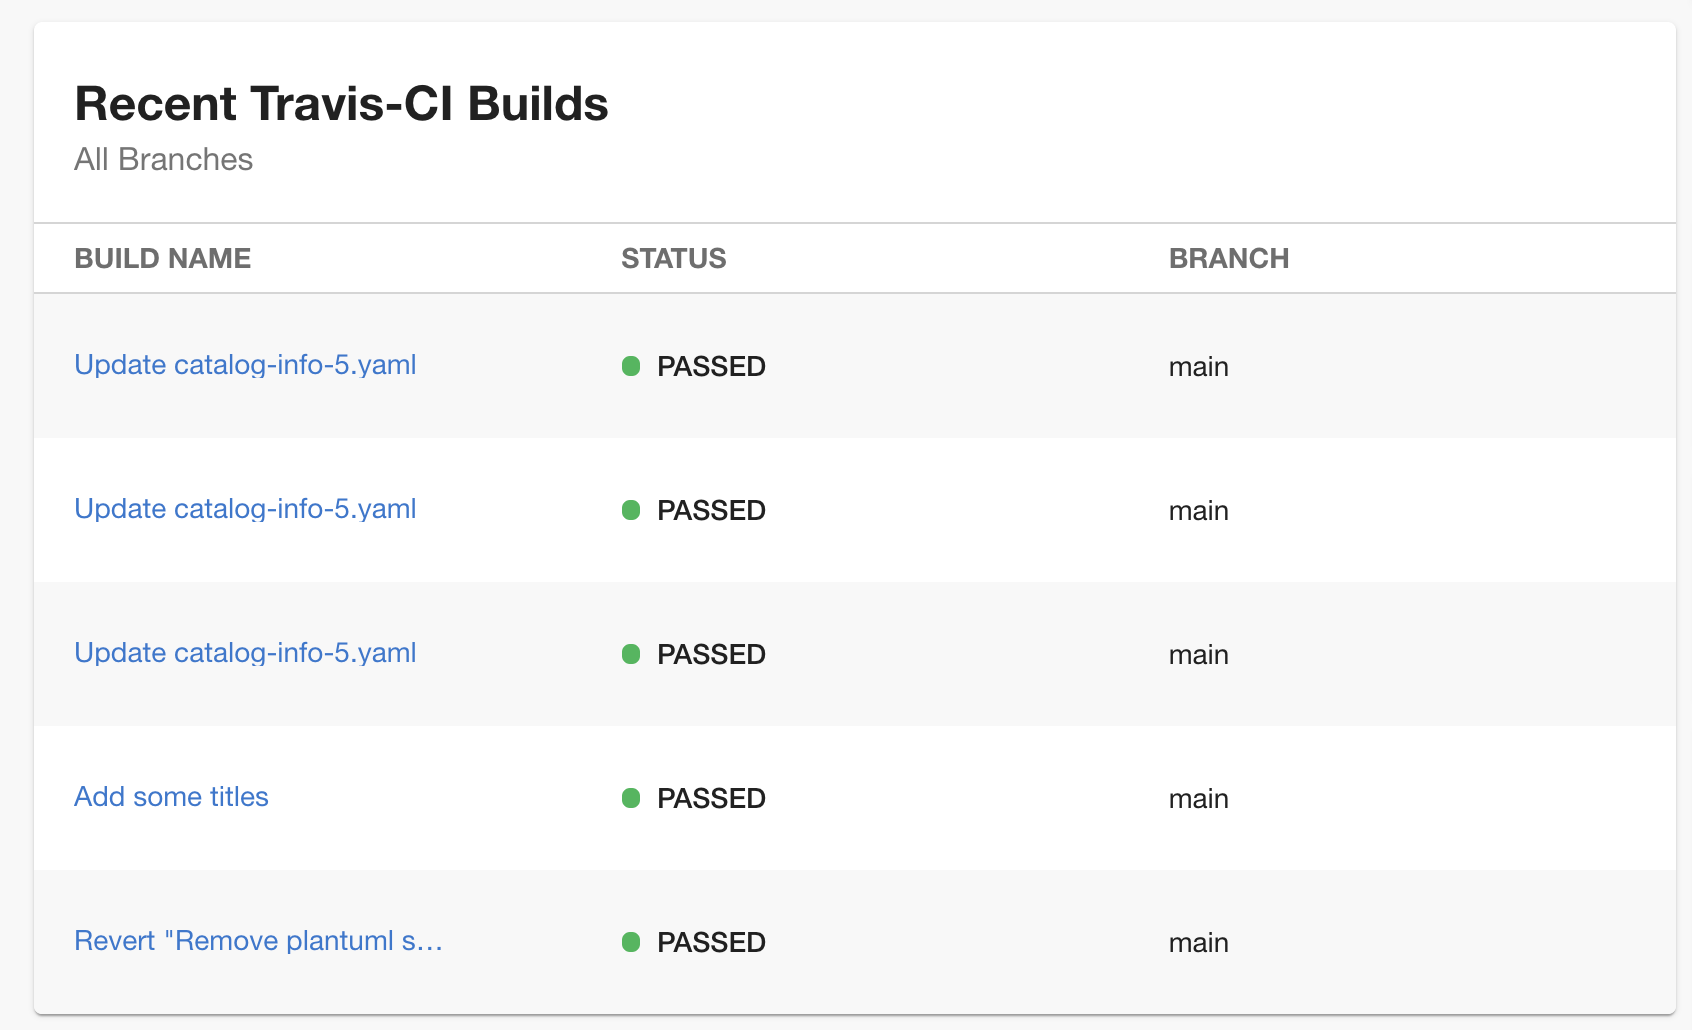 Recent Travis-CI Builds
All Branches
BUILD NAME STATUS BRANCH
Update catalog-info-5.yaml PASSED main
Update catalog-info-5.yaml PASSED main
Update catalog-info-5.yaml PASSED main
Add some titles PASSED main
Revert "Remove plantuml s… PASSED main